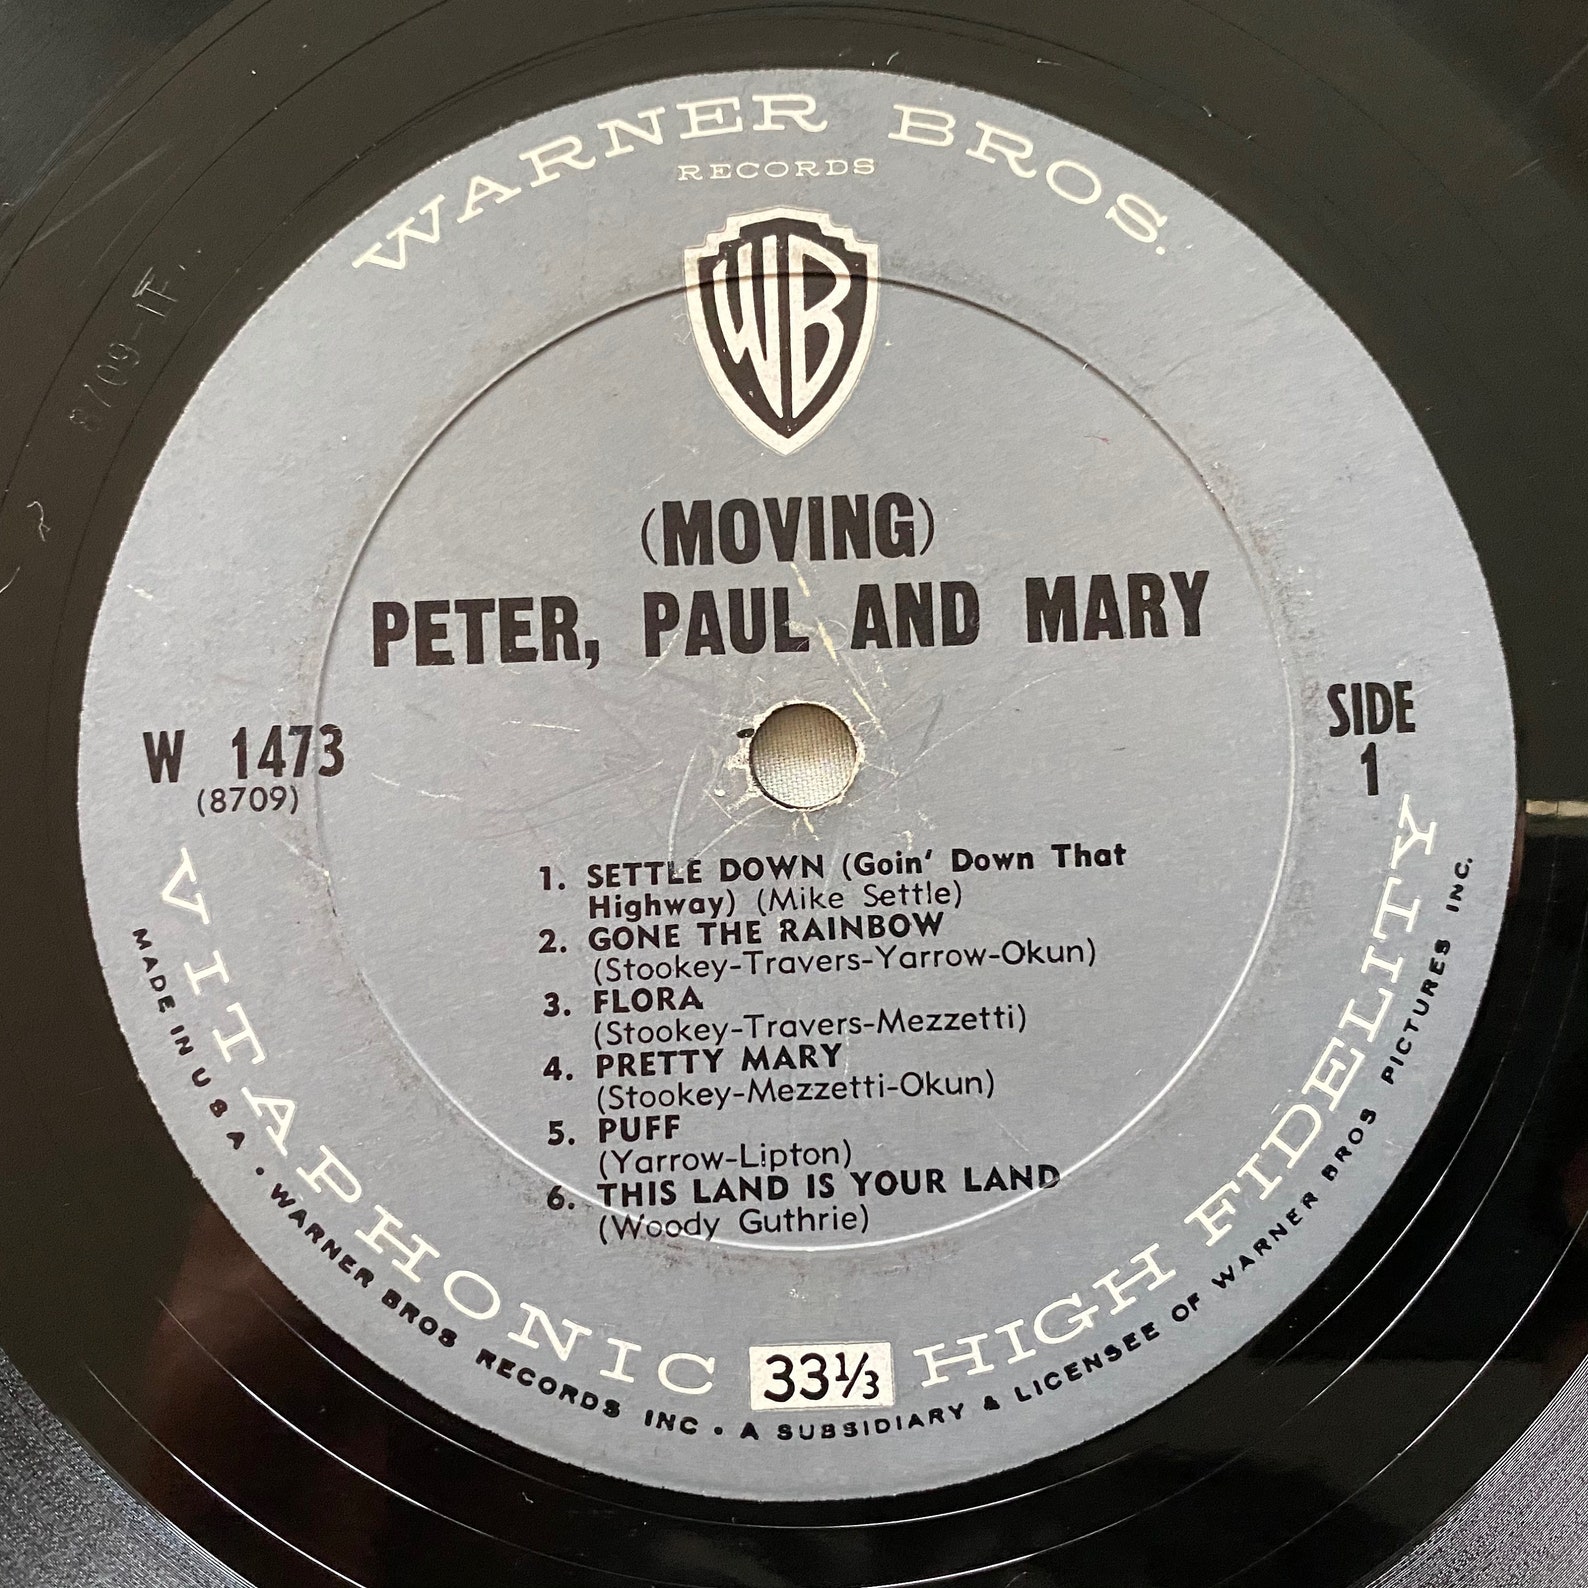 WARNER BROS.
RECORDS
WB
(MOVING)
PETER, PAUL AND MARY
W 1473
(8709)
SIDE
1
1. SETTLE DOWN (Goin' Down That
Highway) (Mike Settle)
2. GONE THE RAINBOW
(Stookey-Travers-Yarrow-Okun)
3. FLORA
(Stookey-Travers-Mezzetti)
4. PRETTY MARY
(Stookey-Mezzetti-Okun)
5. PUFF
(Yarrow-Lipton)
6. THIS LAND IS YOUR LAND
(Woody Guthrie)
VITAPHONIC HIGH FIDELITY
33⅓
MADE IN U S A • WARNER BROS RECORDS INC • A SUBSIDIARY & LICENSEE OF WARNER BROS PICTURES INC.
8709-1F
2